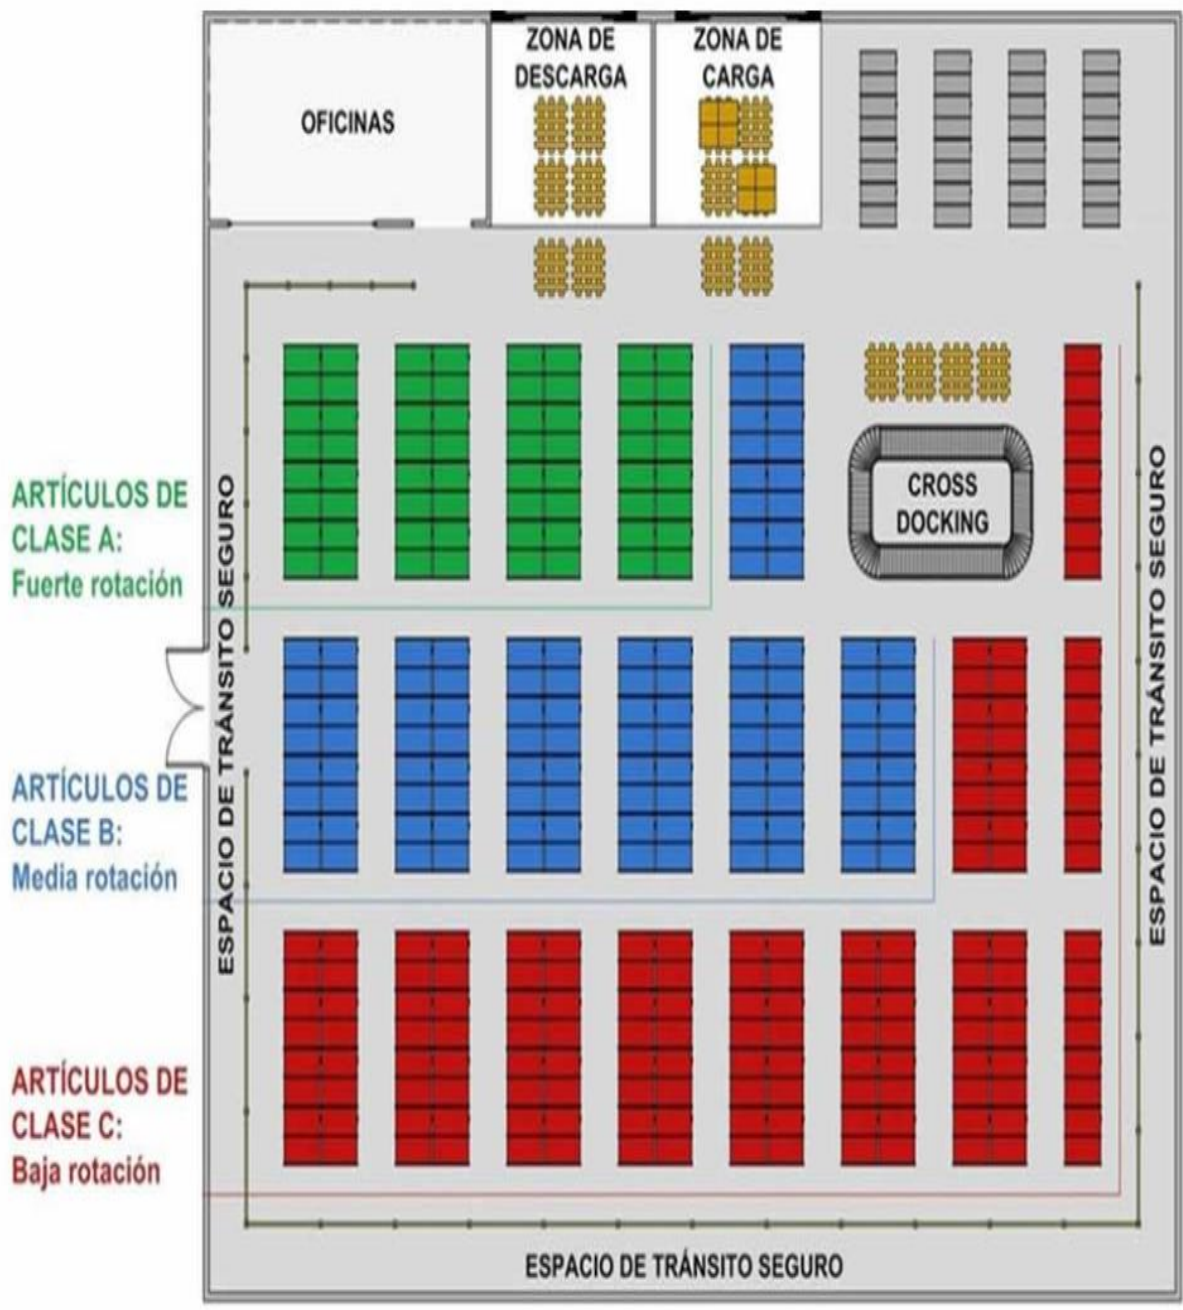 OFICINAS
ZONA DE
DESCARGA
ZONA DE
CARGA
ARTÍCULOS DE
CLASE A:
Fuerte rotación
CROSS
DOCKING
ESPACIO DE TRÁNSITO SEGURO
ESPACIO DE TRÁNSITO SEGURO
ARTÍCULOS DE
CLASE B:
Media rotación
ARTÍCULOS DE
CLASE C:
Baja rotación
ESPACIO DE TRÁNSITO SEGURO